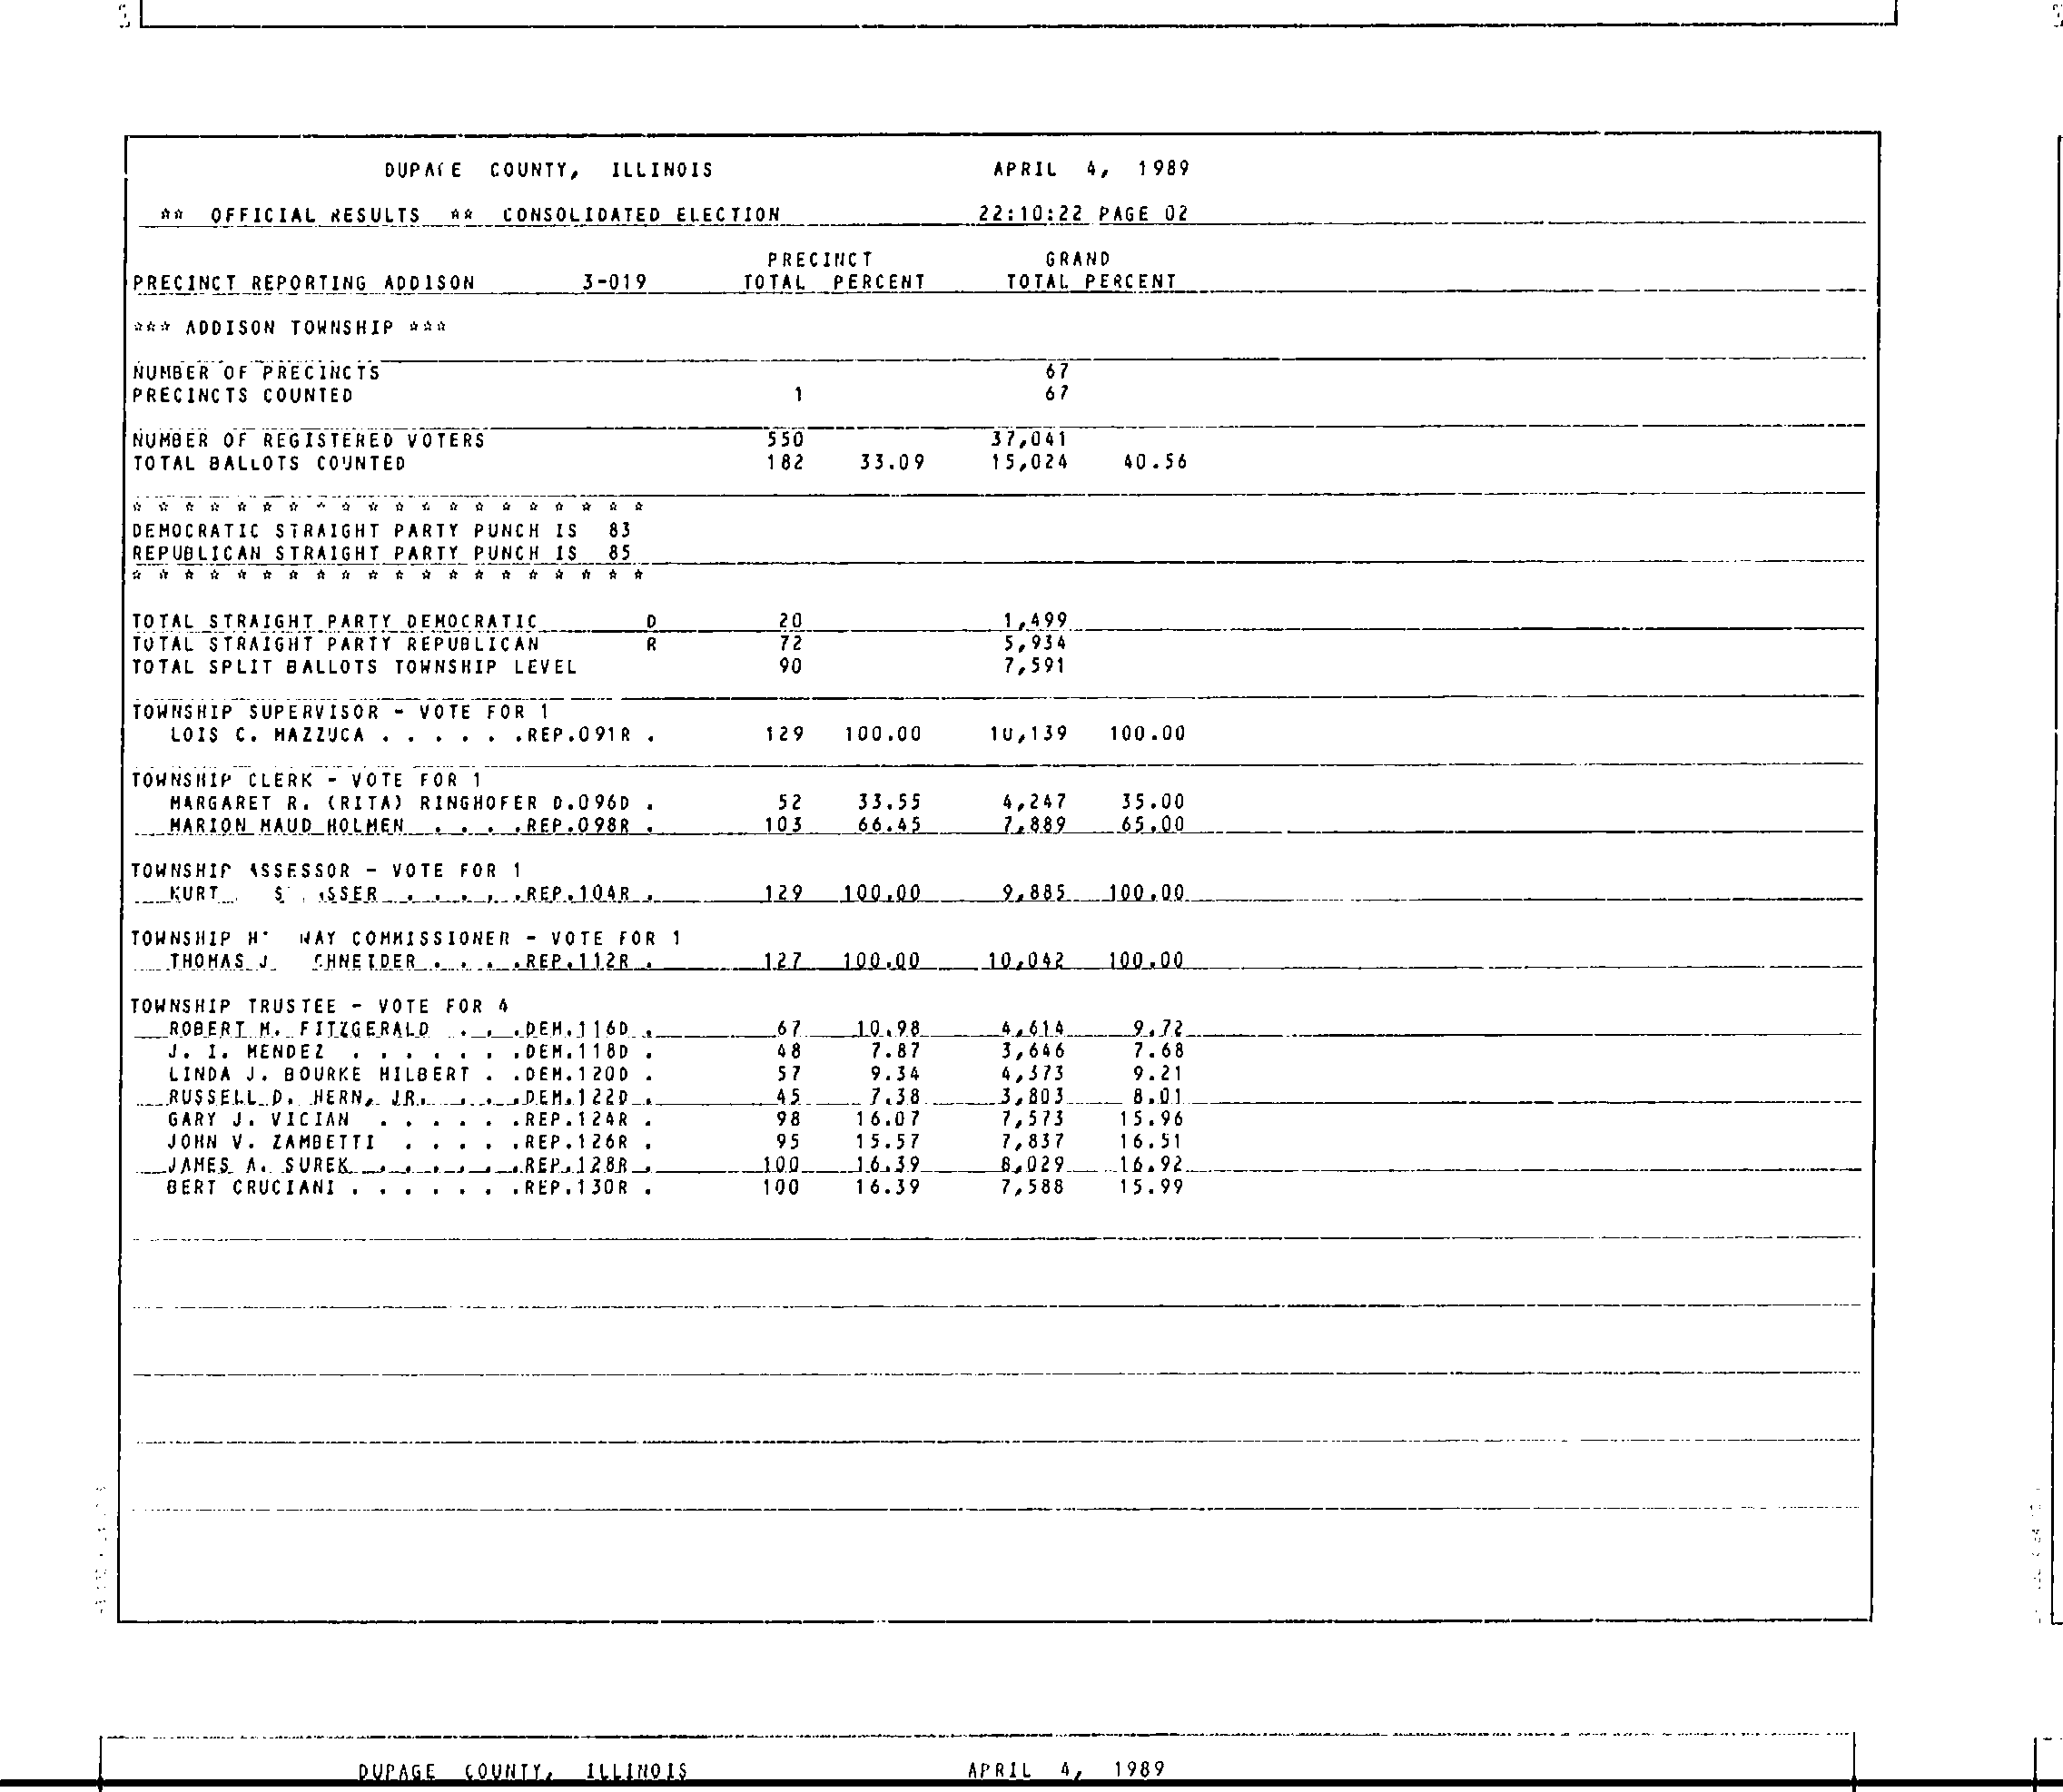 DUPAGE COUNTY, ILLINOIS APRIL 4, 1989
** OFFICIAL RESULTS ** CONSOLIDATED ELECTION 22:10:22 PAGE 02
PRECINCT GRAND
PRECINCT REPORTING ADDISON 3-019 TOTAL PERCENT TOTAL PERCENT
*** ADDISON TOWNSHIP ***
NUMBER OF PRECINCTS 67
PRECINCTS COUNTED 1 67
NUMBER OF REGISTERED VOTERS 550 37,041
TOTAL BALLOTS COUNTED 182 33.09 15,024 40.56
* * * * * * * * * * * * * * * * * * * *
DEMOCRATIC STRAIGHT PARTY PUNCH IS 83
REPUBLICAN STRAIGHT PARTY PUNCH IS 85
* * * * * * * * * * * * * * * * * * * *
TOTAL STRAIGHT PARTY DEMOCRATIC D 20 1,499
TOTAL STRAIGHT PARTY REPUBLICAN R 72 5,934
TOTAL SPLIT BALLOTS TOWNSHIP LEVEL 90 7,591
TOWNSHIP SUPERVISOR - VOTE FOR 1
LOIS C. MAZZUCA . . . . . .REP.091R . 129 100.00 10,139 100.00
TOWNSHIP CLERK - VOTE FOR 1
MARGARET R. (RITA) RINGHOFER D.096D . 52 33.55 4,247 35.00
MARION MAUD HOLMEN . . . .REP.098R . 103 66.45 7,889 65.00
TOWNSHIP ASSESSOR - VOTE FOR 1
KURT . . . . . .REP.104R . 129 100.00 9,885 100.00
TOWNSHIP COMMISSIONER - VOTE FOR 1
THOMAS J. . . . .REP.112R . 127 100.00 10,042 100.00
TOWNSHIP TRUSTEE - VOTE FOR 4
ROBERT M. FITZGERALD . . .DEM.116D . 67 10.98 4,614 9.72
J. I. MENDEZ . . . . . . .DEM.118D . 48 7.87 3,646 7.68
LINDA J. BOURKE HILBERT . .DEM.120D . 57 9.34 4,373 9.21
RUSSELL D. HERN, JR. . . .DEM.122D . 45 7.38 3,803 8.01
GARY J. VICIAN . . . . . .REP.124R . 98 16.07 7,573 15.96
JOHN V. ZAMBETTI . . . . .REP.126R . 95 15.57 7,837 16.51
JAMES A. SUREK . . . . . .REP.128R . 100 16.39 8,029 16.92
BERT CRUCIANI . . . . . . .REP.130R . 100 16.39 7,588 15.99
DUPAGE COUNTY, ILLINOIS APRIL 4, 1989